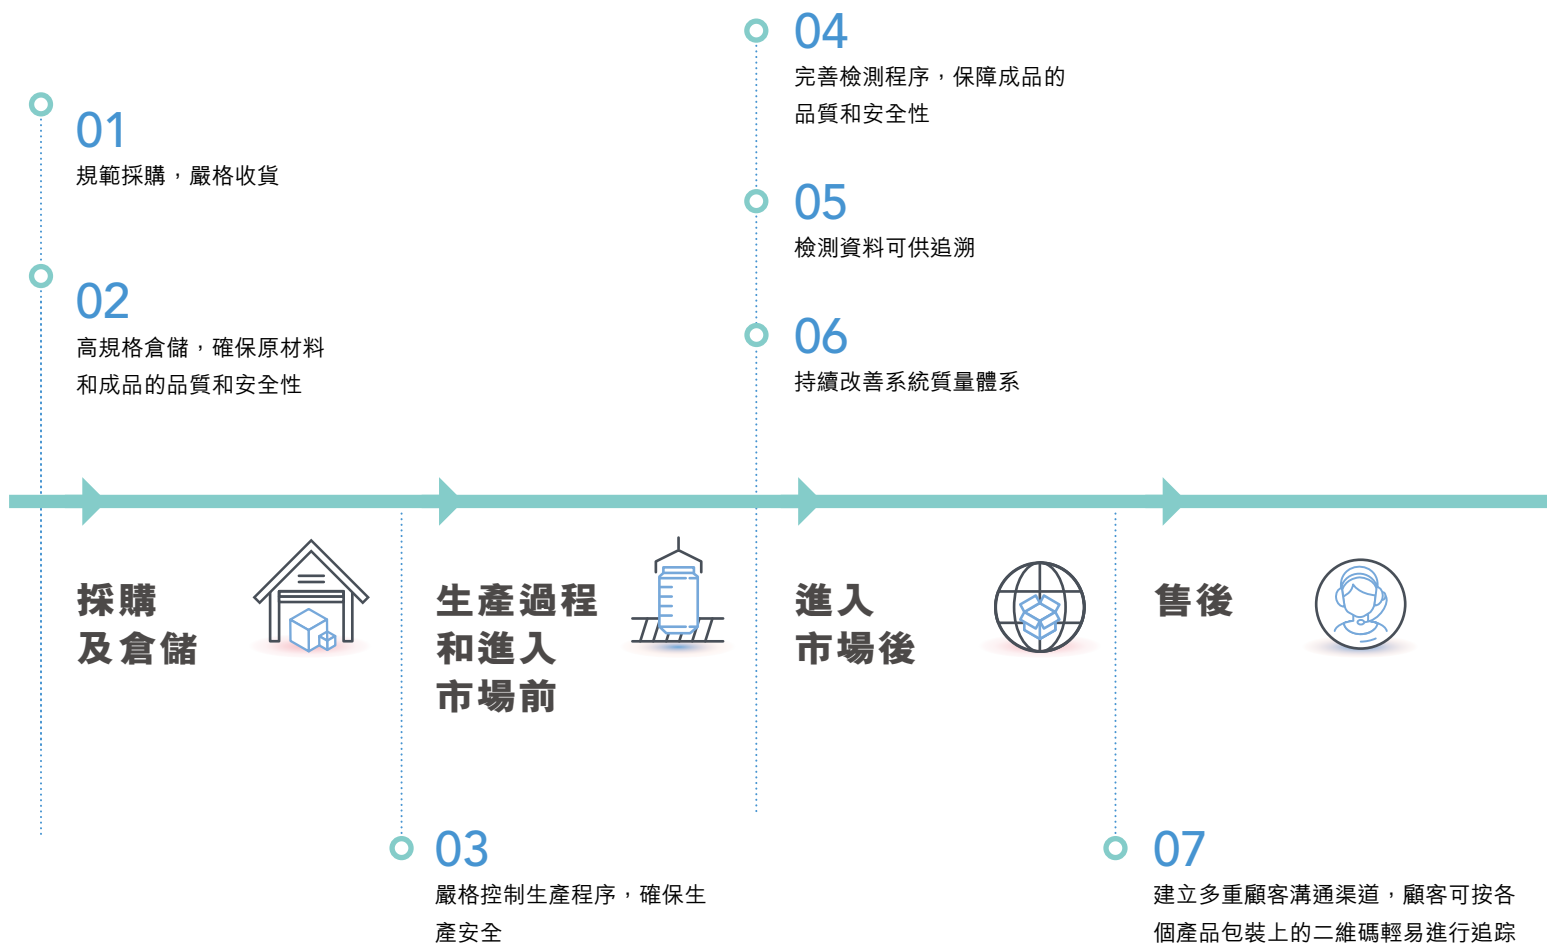 01
規範採購，嚴格收貨
02
高規格倉儲，確保原材料
和成品的品質和安全性
04
完善檢測程序，保障成品的
品質和安全性
05
檢測資料可供追溯
06
持續改善系統質量體系
採購
及倉儲
生產過程
和進入
市場前
進入
市場後
售後
03
嚴格控制生產程序，確保生
產安全
07
建立多重顧客溝通渠道，顧客可按各
個產品包裝上的二維碼輕易進行追踪